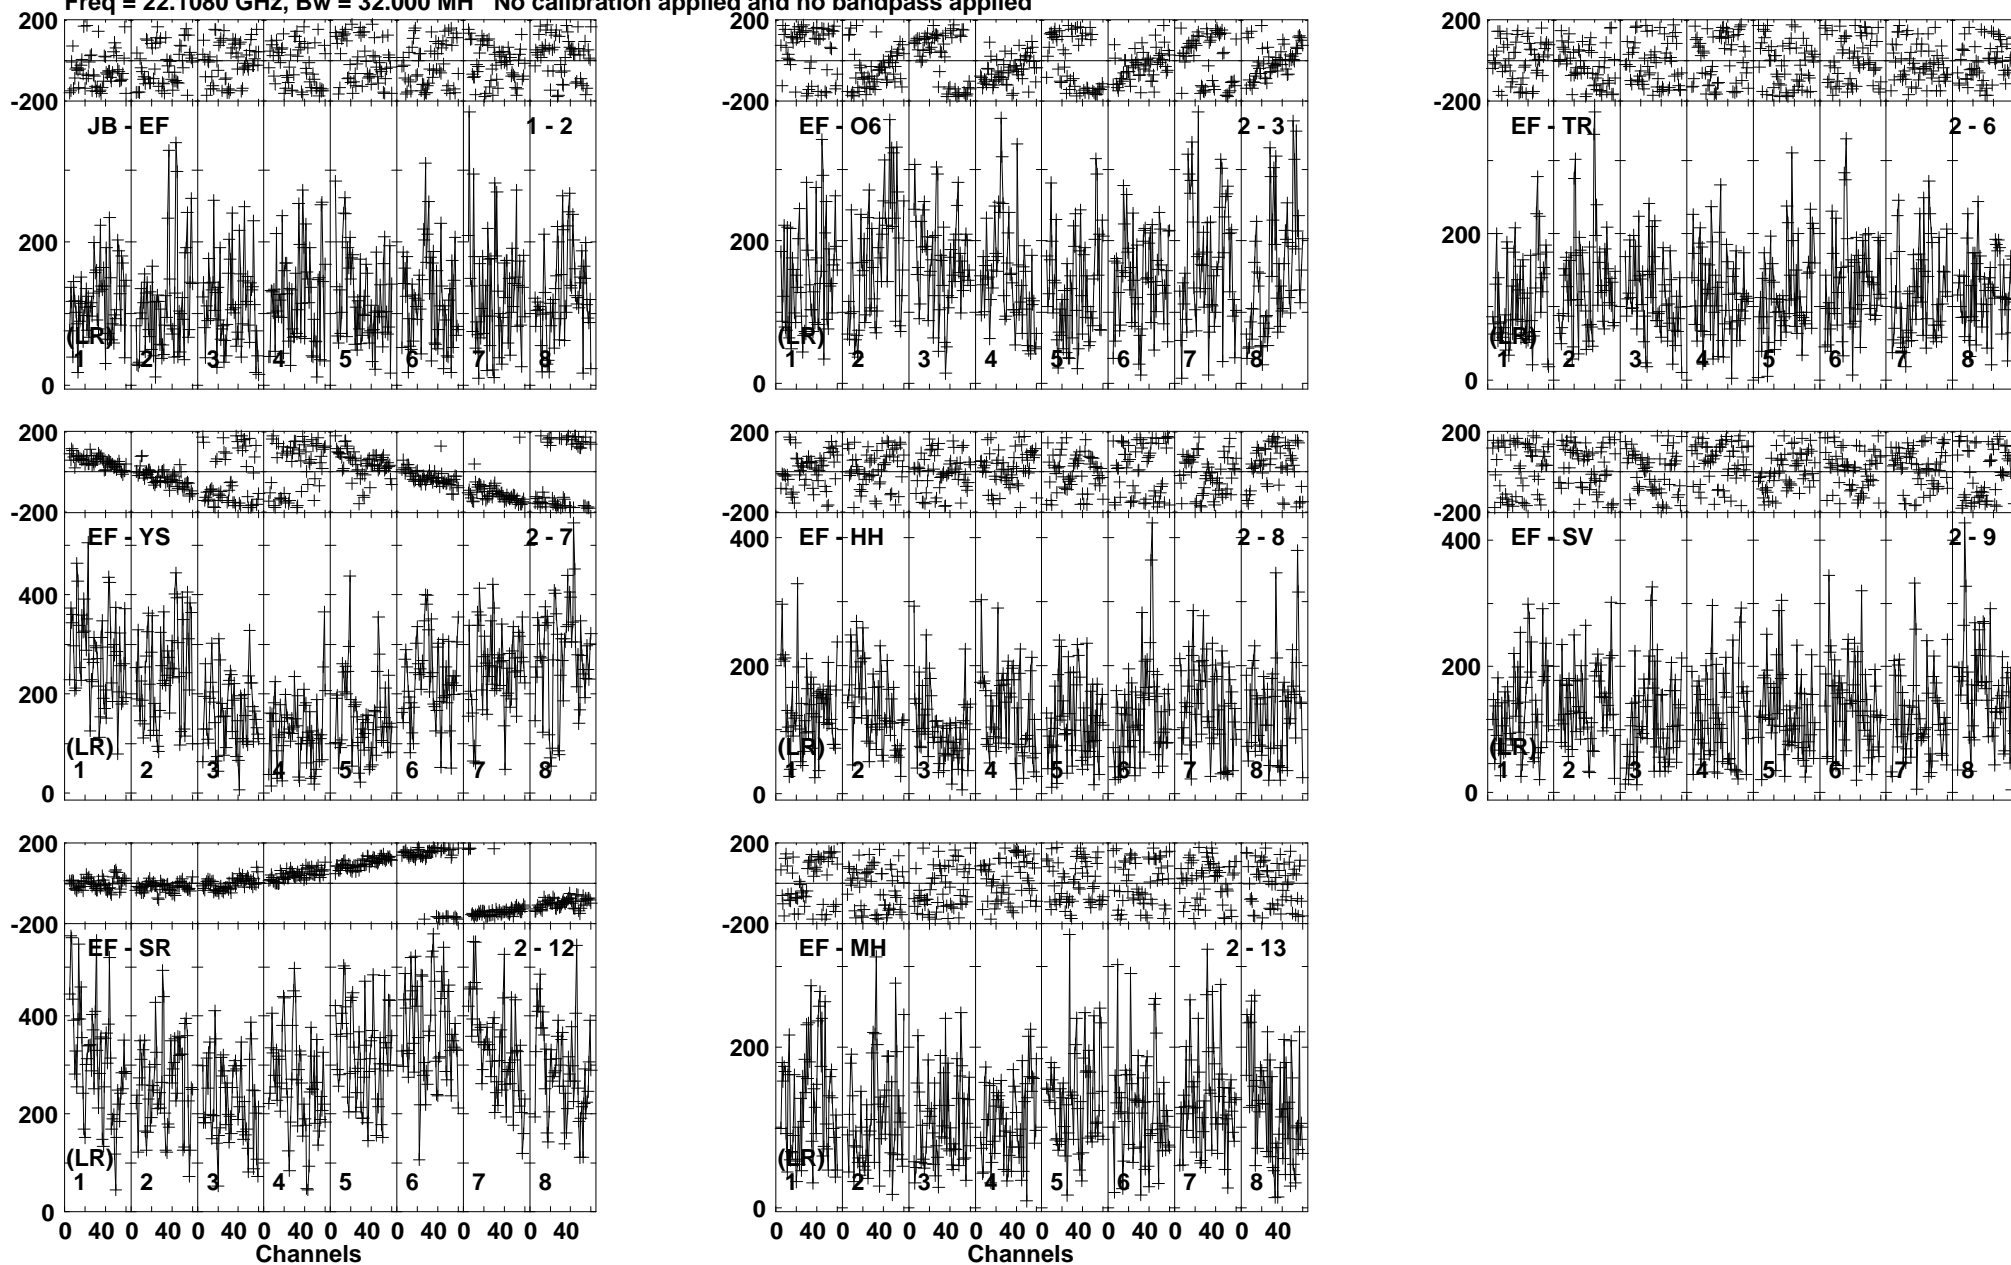 Freq = 22.1080 GHz, Bw = 32.000 MH No calibration applied and no bandpass applied
200 200 200
-200 -200 -200
JB - EF 1 - 2 EF - O6 2 - 3 EF - TR 2 - 6
200 200 200
(LR) (LR) (LR)
1 2 3 4 5 6 7 8 1 2 3 4 5 6 7 8 1 2 3 4 5 6 7 8
0 0 0
200 200 200
-200 -200 -200
EF - YS 2 - 7 EF - HH 2 - 8 EF - SV 2 - 9
400 400 400
200 200 200
(LR) (LR) (LR)
1 2 3 4 5 6 7 8 1 2 3 4 5 6 7 8 1 2 3 4 5 6 7 8
0 0 0
200 200
-200 -200
EF - SR 2 - 12 EF - MH 2 - 13
400
200 200
(LR) (LR)
1 2 3 4 5 6 7 8 1 2 3 4 5 6 7 8
0 0
0 40 0 40 0 40 0 40 0 40 0 40 0 40 0 40 0 40 0 40 0 40 0 40 0 40 0 40 0 40 0 40
Channels Channels